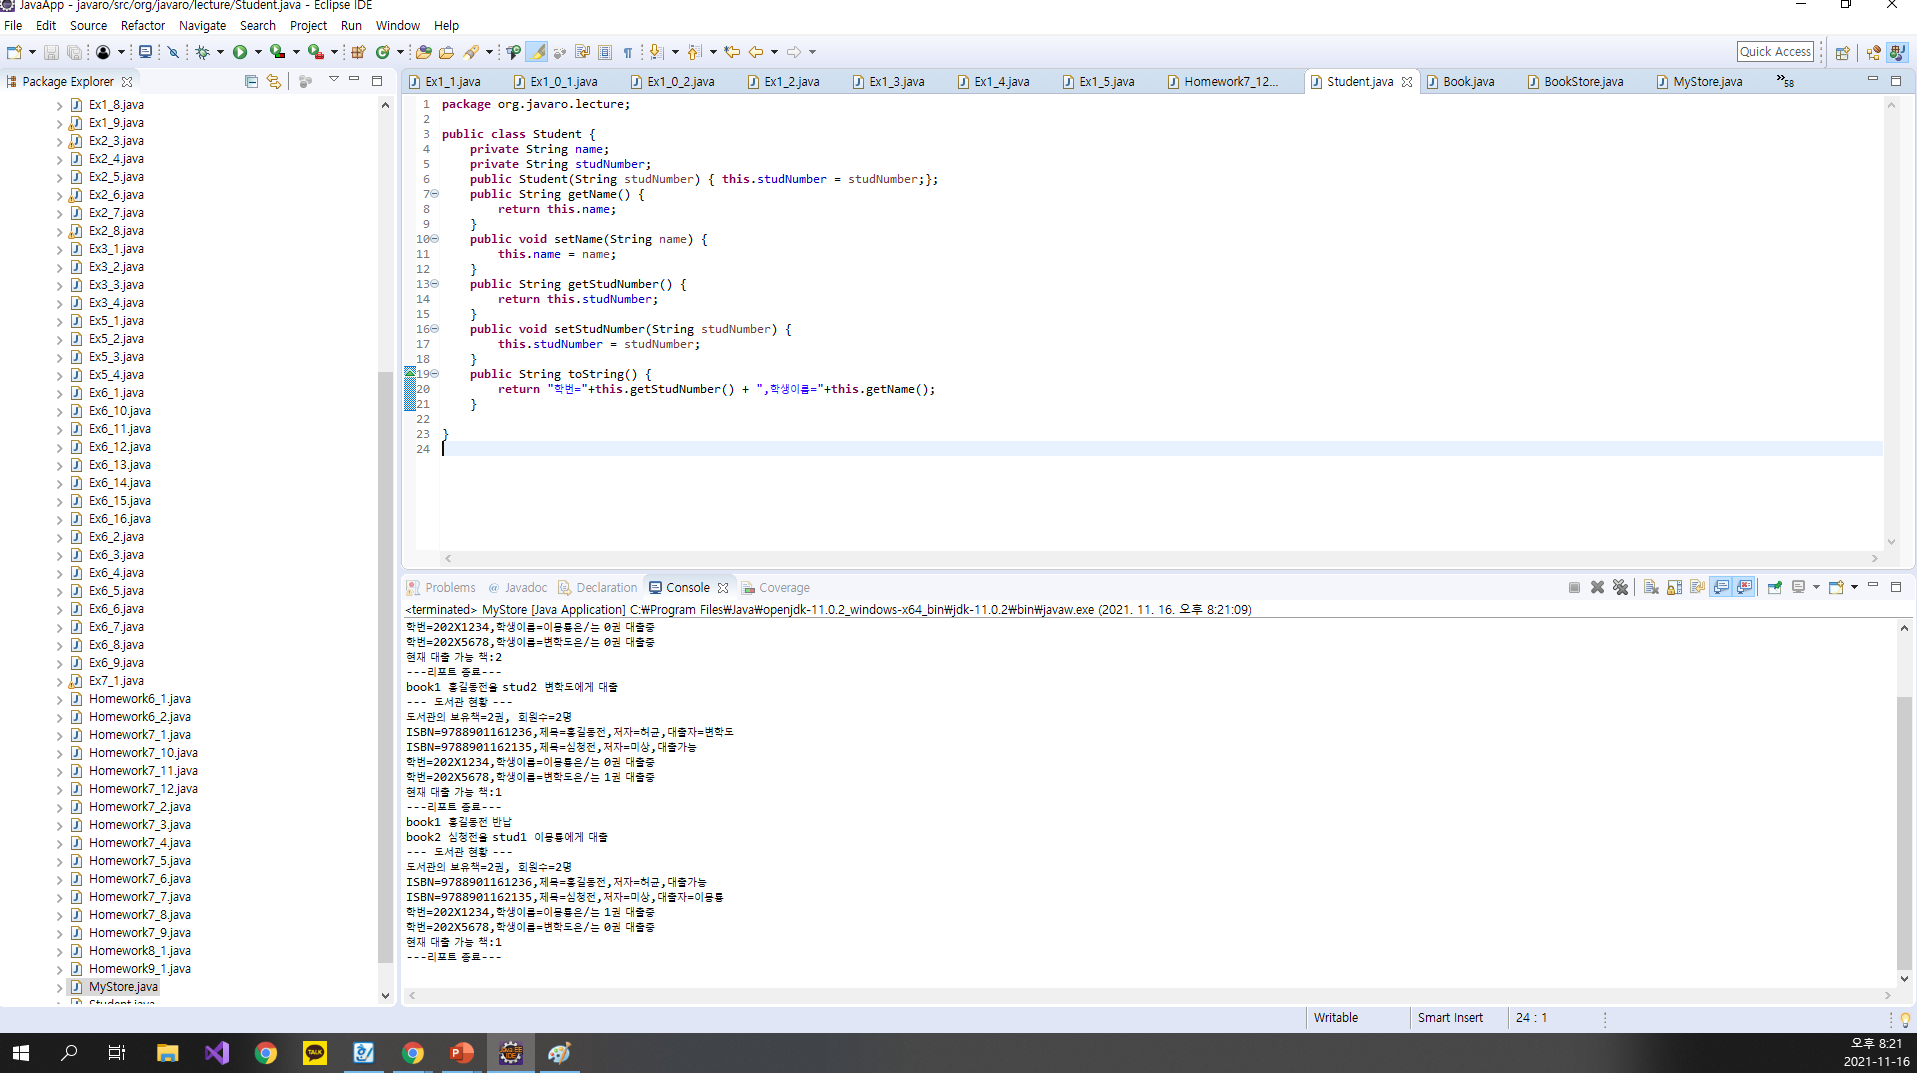 JavaApp - javaro/src/org/javaro/lecture/Student.java - Eclipse IDE
File Edit Source Refactor Navigate Search Project Run Window Help
Quick Access
Package Explorer
Ex1_8.java
Ex1_9.java
Ex2_3.java
Ex2_4.java
Ex2_5.java
Ex2_6.java
Ex2_7.java
Ex2_8.java
Ex3_1.java
Ex3_2.java
Ex3_3.java
Ex3_4.java
Ex5_1.java
Ex5_2.java
Ex5_3.java
Ex5_4.java
Ex6_1.java
Ex6_10.java
Ex6_11.java
Ex6_12.java
Ex6_13.java
Ex6_14.java
Ex6_15.java
Ex6_16.java
Ex6_2.java
Ex6_3.java
Ex6_4.java
Ex6_5.java
Ex6_6.java
Ex6_7.java
Ex6_8.java
Ex6_9.java
Ex7_1.java
Homework6_1.java
Homework6_2.java
Homework7_1.java
Homework7_10.java
Homework7_11.java
Homework7_12.java
Homework7_2.java
Homework7_3.java
Homework7_4.java
Homework7_5.java
Homework7_6.java
Homework7_7.java
Homework7_8.java
Homework7_9.java
Homework8_1.java
Homework9_1.java
MyStore.java
Student.java
Ex1_1.java Ex1_0_1.java Ex1_0_2.java Ex1_2.java Ex1_3.java Ex1_4.java Ex1_5.java Homework7_12... Student.java Book.java BookStore.java MyStore.java »58
1 package org.javaro.lecture;
2
3 public class Student {
4 private String name;
5 private String studNumber;
6 public Student(String studNumber) { this.studNumber = studNumber;};
7 public String getName() {
8 return this.name;
9 }
10 public void setName(String name) {
11 this.name = name;
12 }
13 public String getStudNumber() {
14 return this.studNumber;
15 }
16 public void setStudNumber(String studNumber) {
17 this.studNumber = studNumber;
18 }
19 public String toString() {
20 return "학번="+this.getStudNumber() + ",학생이름="+this.getName();
21 }
22
23 }
24
Problems @ Javadoc Declaration Console Coverage
<terminated> MyStore [Java Application] C:₩Program Files₩Java₩openjdk-11.0.2_windows-x64_bin₩jdk-11.0.2₩bin₩javaw.exe (2021. 11. 16. 오후 8:21:09)
학번=202X1234,학생이름=이몽룡은/는 0권 대출중
학번=202X5678,학생이름=변학도은/는 0권 대출중
현재 대출 가능 책:2
---리포트 종료---
book1 홍길동전을 stud2 변학도에게 대출
--- 도서관 현황 ---
도서관의 보유책=2권, 회원수=2명
ISBN=9788901161236,제목=홍길동전,저자=허균,대출자=변학도
ISBN=9788901162135,제목=심청전,저자=미상,대출가능
학번=202X1234,학생이름=이몽룡은/는 0권 대출중
학번=202X5678,학생이름=변학도은/는 1권 대출중
현재 대출 가능 책:1
---리포트 종료---
book1 홍길동전 반납
book2 심청전을 stud1 이몽룡에게 대출
--- 도서관 현황 ---
도서관의 보유책=2권, 회원수=2명
ISBN=9788901161236,제목=홍길동전,저자=허균,대출가능
ISBN=9788901162135,제목=심청전,저자=미상,대출자=이몽룡
학번=202X1234,학생이름=이몽룡은/는 1권 대출중
학번=202X5678,학생이름=변학도은/는 0권 대출중
현재 대출 가능 책:1
---리포트 종료---
Writable Smart Insert 24 : 1
TALK
오후 8:21
2021-11-16